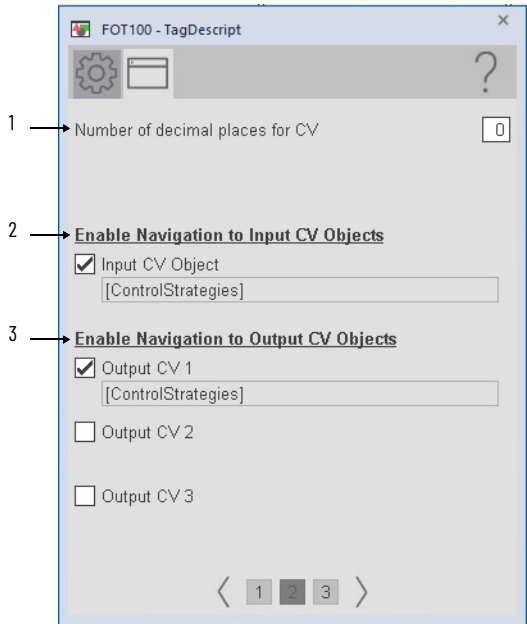 FOT100 - TagDescript
×
?
1
Number of decimal places for CV
0
2
Enable Navigation to Input CV Objects
Input CV Object
[ControlStrategies]
3
Enable Navigation to Output CV Objects
Output CV 1
[ControlStrategies]
Output CV 2
Output CV 3
1 2 3